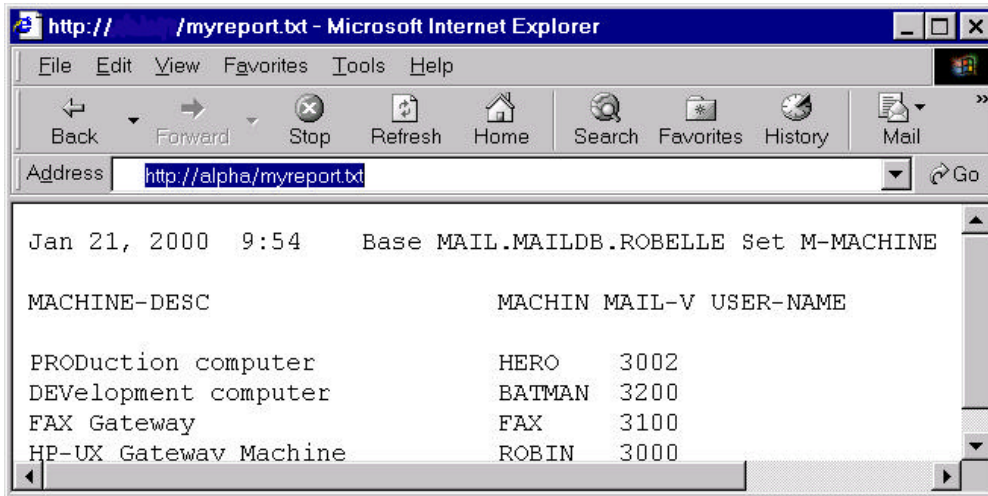 http:// /myreport.txt - Microsoft Internet Explorer
File Edit View Favorites Tools Help
Back Forward Stop Refresh Home Search Favorites History Mail »
Address http://alpha/myreport.txt Go
Jan 21, 2000 9:54 Base MAIL.MAILDB.ROBELLE Set M-MACHINE
MACHINE-DESC MACHIN MAIL-V USER-NAME
PRODuction computer HERO 3002
DEVelopment computer BATMAN 3200
FAX Gateway FAX 3100
HP-UX Gateway Machine ROBIN 3000